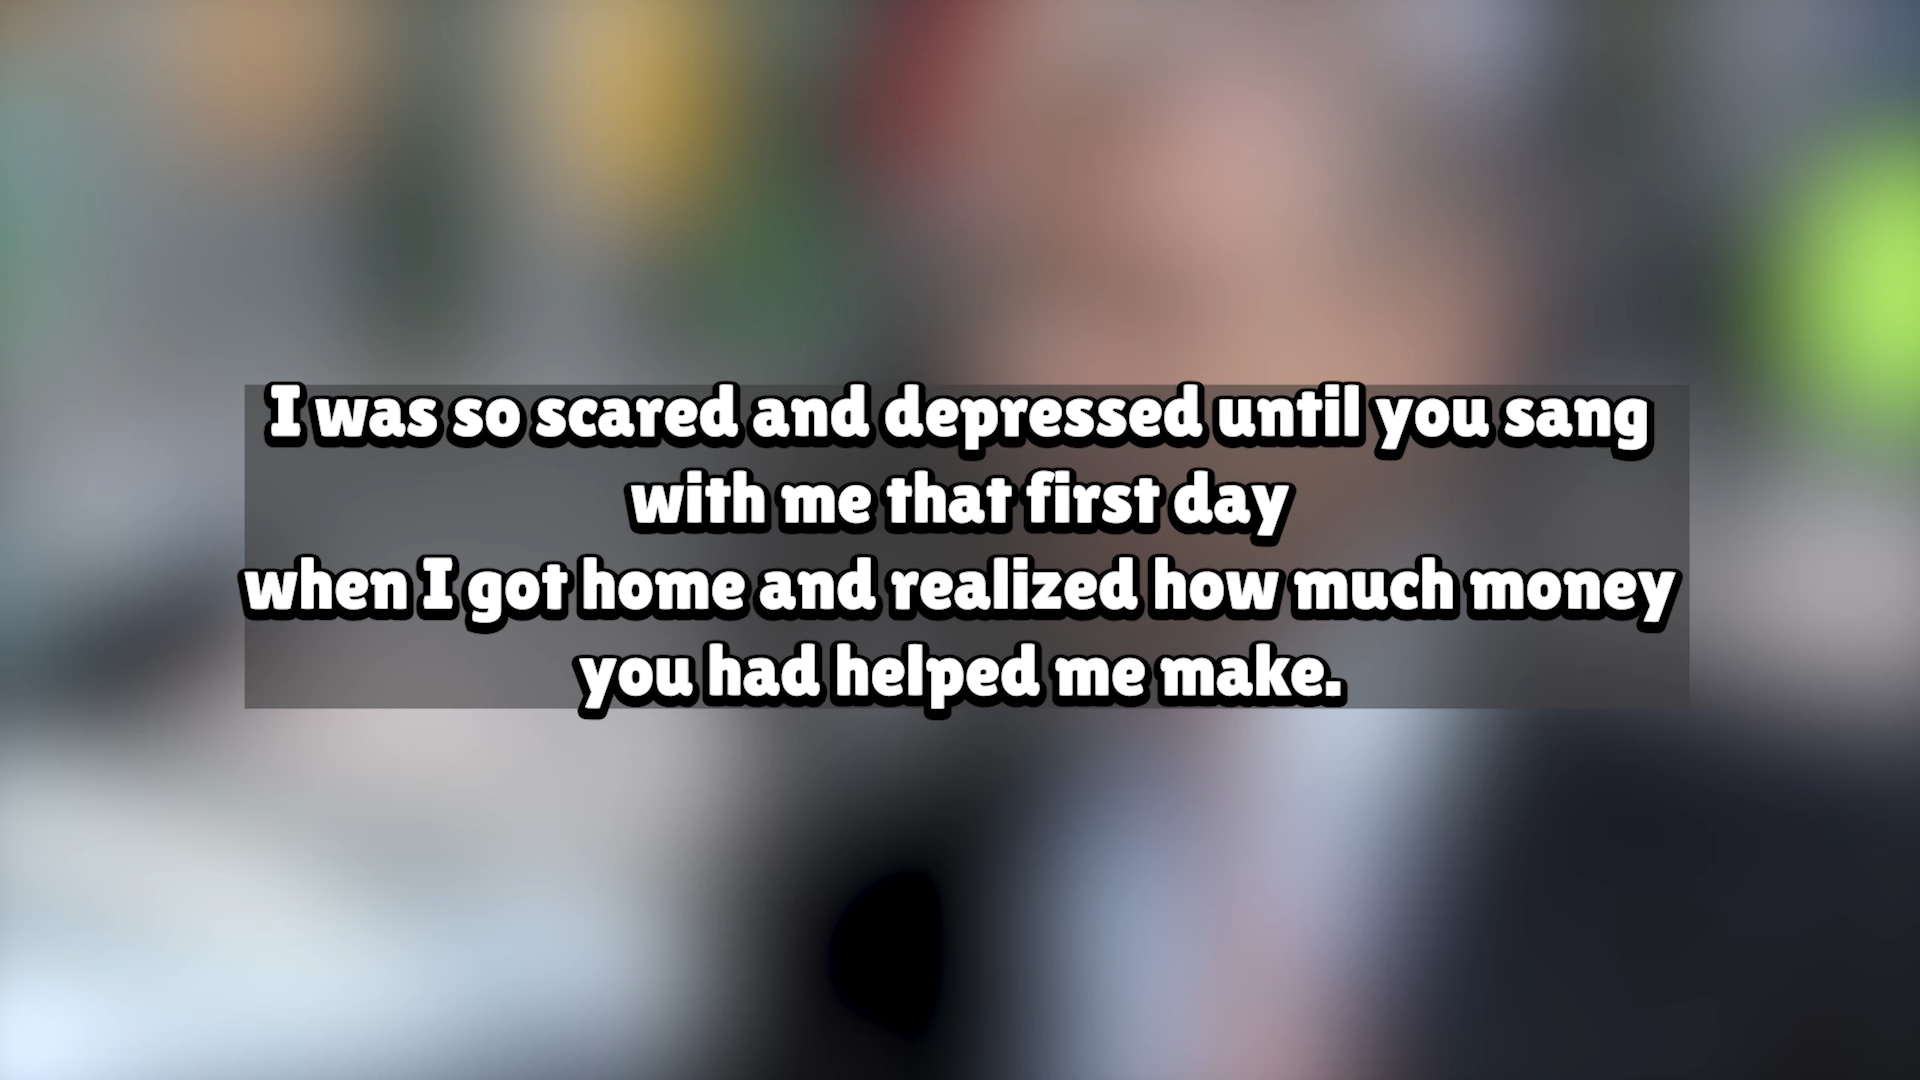 I was so scared and depressed until you sang
with me that first day
when I got home and realized how much money
you had helped me make.